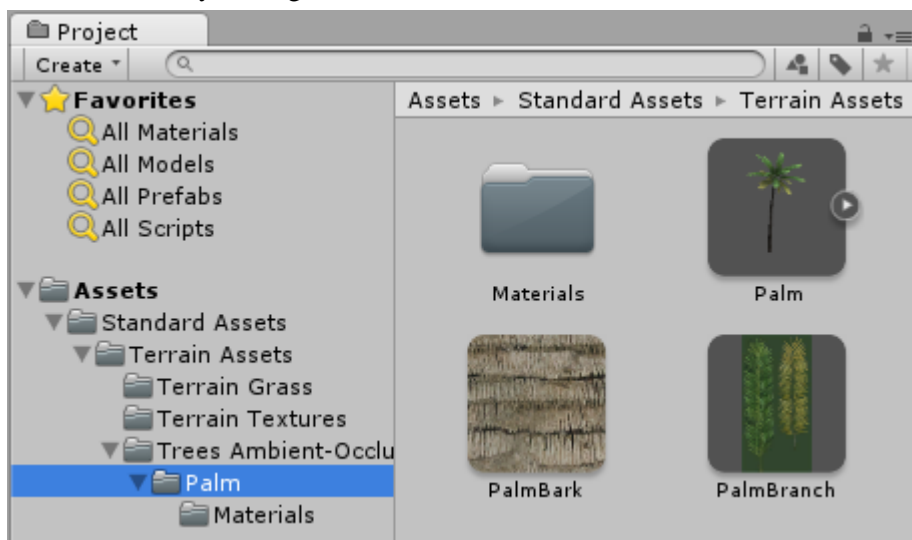 Project
Create
Favorites
All Materials
All Models
All Prefabs
All Scripts
Assets
Standard Assets
Terrain Assets
Terrain Grass
Terrain Textures
Trees Ambient-Occlu
Palm
Materials
Assets ▸ Standard Assets ▸ Terrain Assets
Materials
Palm
PalmBark
PalmBranch